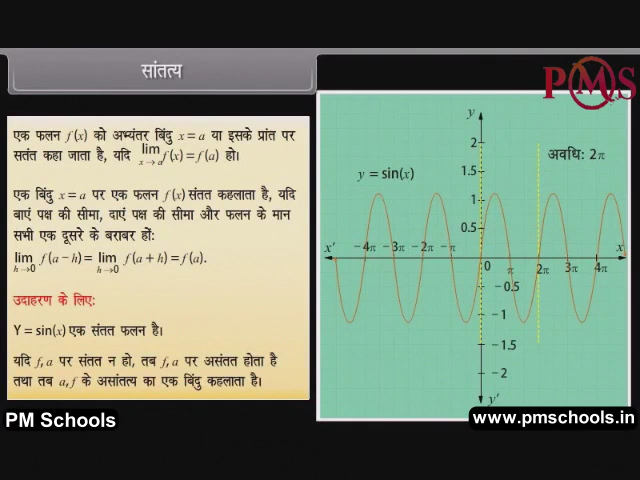 सांतत्य
PMS
एक फलन f(x) को अभ्यंतर बिंदु x = a या इसके प्रांत पर
सतंत कहा जाता है, यदि lim x→a f(x) = f(a) हो।
एक बिंदु x = a पर एक फलन f(x) संतत कहलाता है, यदि
बाएं पक्ष की सीमा, दाएं पक्ष की सीमा और फलन के मान
सभी एक दूसरे के बराबर हों:
lim h→0 f(a − h) = lim h→0 f(a + h) = f(a).
उदाहरण के लिए:
Y = sin(x) एक संतत फलन है।
यदि f, a पर संतत न हो, तब f, a पर असंतत होता है
तथा तब a, f के असांतत्य का एक बिंदु कहलाता है।
y
2
अवधि: 2π
1.5
y = sin(x)
1
0.5
x' −4π −3π −2π −π x
0 π 2π 3π 4π
−0.5
−1
−1.5
−2
y'
PM Schools
www.pmschools.in